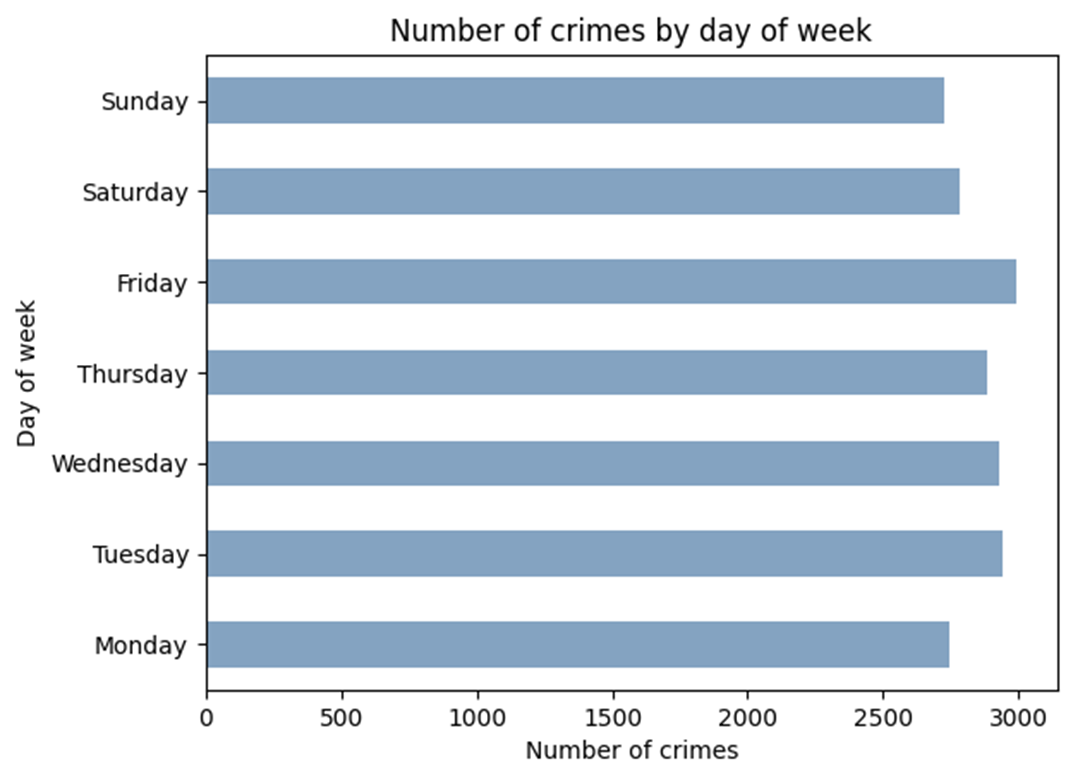 Number of crimes by day of week
Sunday
Saturday
Friday
Thursday
Wednesday
Tuesday
Monday
Day of week
0 500 1000 1500 2000 2500 3000
Number of crimes